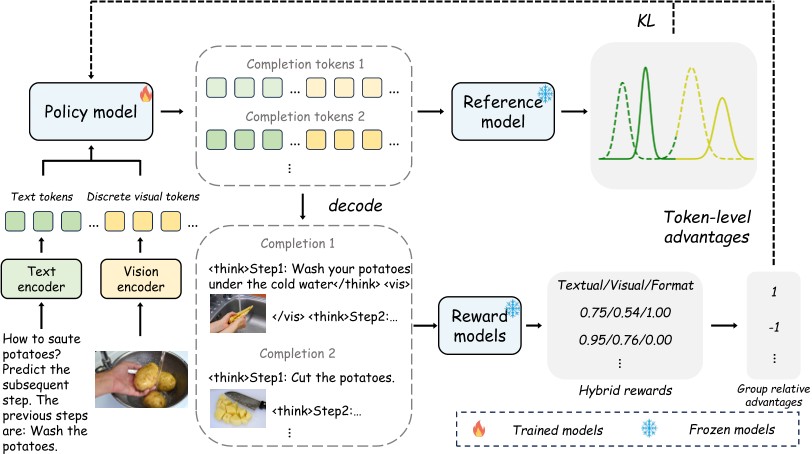 KL
Completion tokens 1
... ...
Completion tokens 2
... ...
⋮
Policy model
Reference
model
Text tokens
Discrete visual tokens
... ...
decode
Token-level
advantages
Text
encoder
Vision
encoder
Completion 1
<think>Step1: Wash your potatoes
under the cold water</think> <vis>
</vis> <think>Step2:...
Completion 2
<think>Step1: Cut the potatoes.
<think>Step2:...
⋮
Reward
models
Textual/Visual/Format
0.75/0.54/1.00
0.95/0.76/0.00
⋮
Hybrid rewards
1
-1
⋮
Group relative
advantages
How to saute
potatoes?
Predict the
subsequent
step. The
previous steps
are: Wash the
potatoes.
Trained models
Frozen models